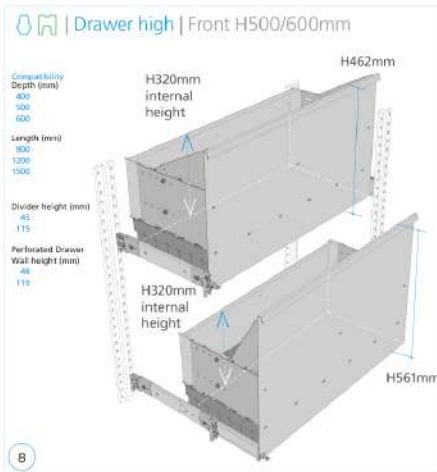 Drawer high | Front H500/600mm
H462mm
H320mm
internal
height
Compatibility
Depth (mm)
400
500
600
Length (mm)
900
1200
1500
Divider height (mm)
45
115
Perforated Drawer
Wall height (mm)
48
118
H320mm
internal
height
H561mm
8